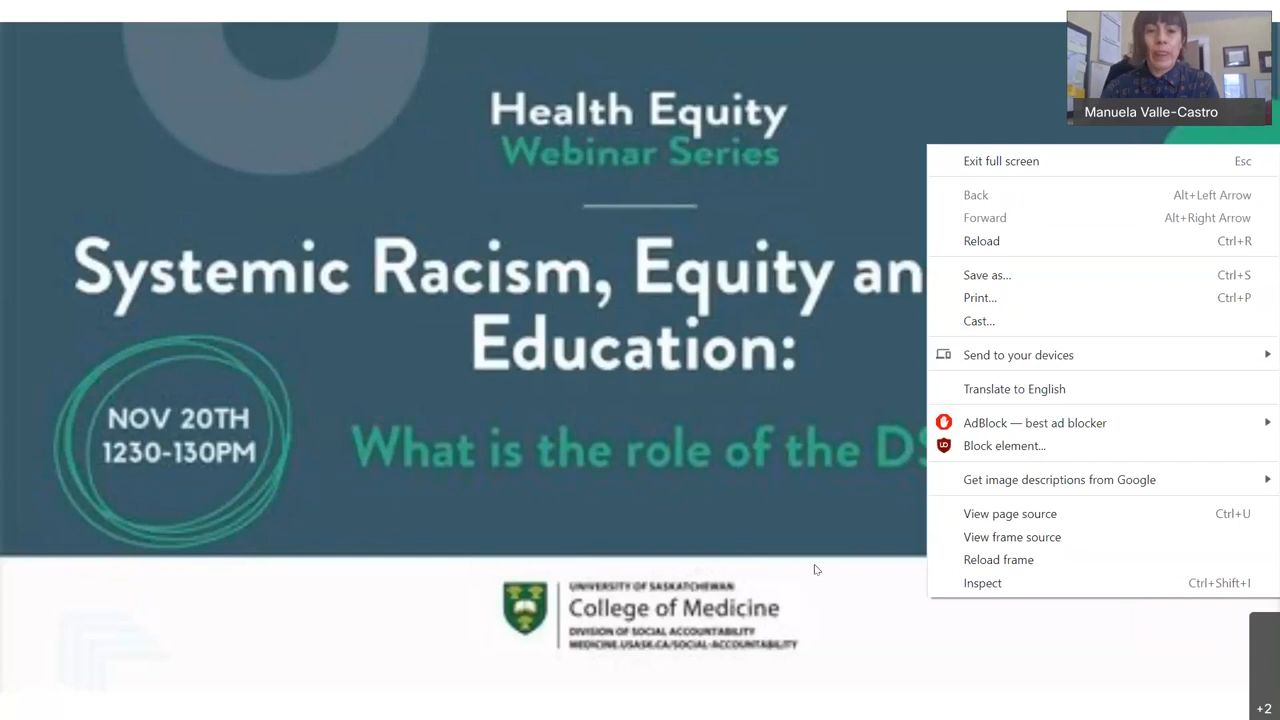 Health Equity
Webinar Series
Manuela Valle-Castro
Systemic Racism, Equity an
Education:
NOV 20TH
1230-130PM
What is the role of the DS
UNIVERSITY OF SASKATCHEWAN
College of Medicine
DIVISION OF SOCIAL ACCOUNTABILITY
MEDICINE.USASK.CA/SOCIAL-ACCOUNTABILITY
Exit full screen Esc
Back Alt+Left Arrow
Forward Alt+Right Arrow
Reload Ctrl+R
Save as... Ctrl+S
Print... Ctrl+P
Cast...
Send to your devices
Translate to English
AdBlock — best ad blocker
Block element...
Get image descriptions from Google
View page source Ctrl+U
View frame source
Reload frame
Inspect Ctrl+Shift+I
+2